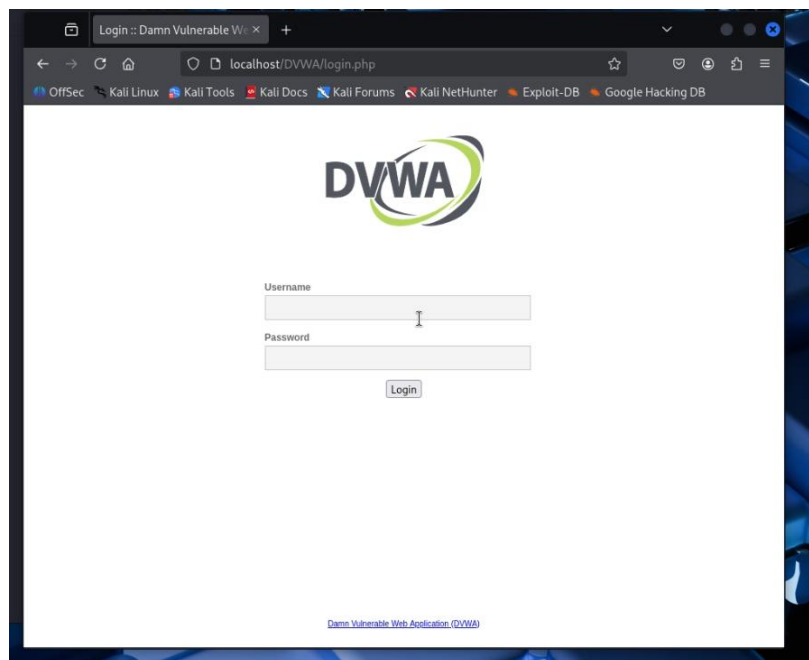 Login :: Damn Vulnerable We
localhost/DVWA/login.php
OffSec Kali Linux Kali Tools Kali Docs Kali Forums Kali NetHunter Exploit-DB Google Hacking DB
DVWA
Username
Password
Login
Damn Vulnerable Web Application (DVWA)